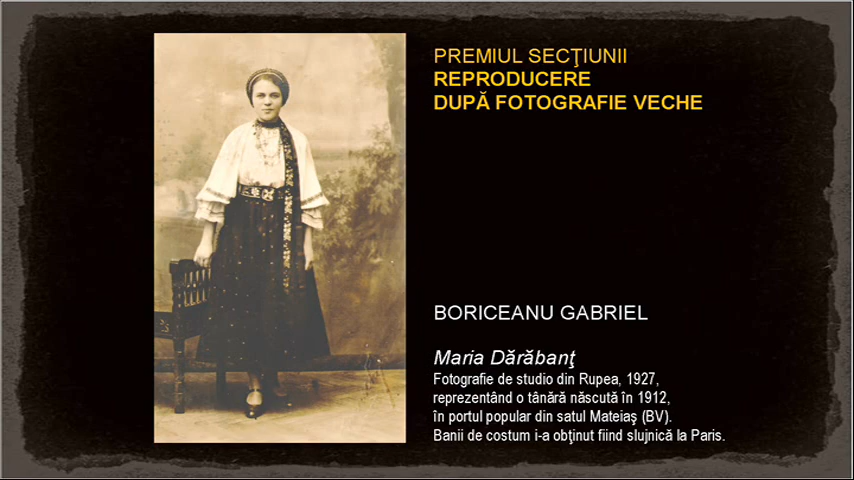 PREMIUL SECŢIUNII
REPRODUCERE
DUPĂ FOTOGRAFIE VECHE
BORICEANU GABRIEL
Maria Dărăbanţ
Fotografie de studio din Rupea, 1927,
reprezentând o tânără născută în 1912,
în portul popular din satul Mateiaş (BV).
Banii de costum i-a obţinut fiind slujnică la Paris.